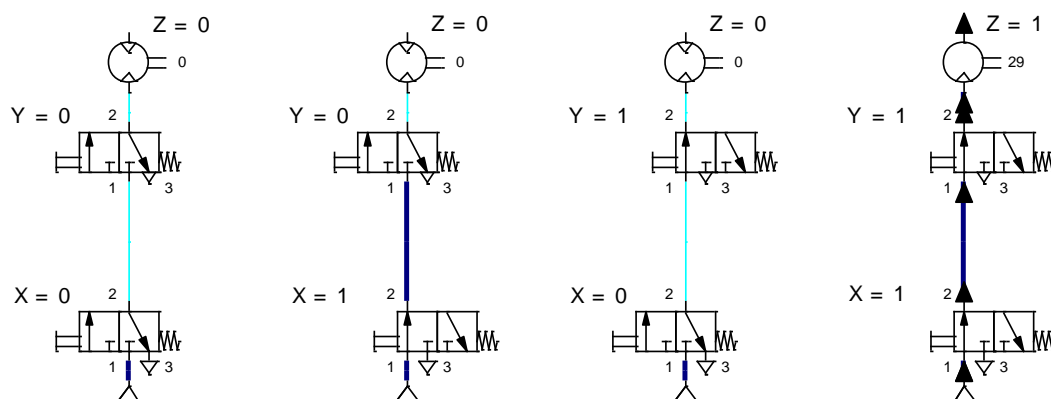 Z = 0
0
Y = 0
2
1
3
X = 0
2
1
3
Z = 0
0
Y = 0
2
1
3
X = 1
2
1
3
Z = 0
0
Y = 1
2
1
3
X = 0
2
1
3
Z = 1
29
Y = 1
2
1
3
X = 1
2
1
3